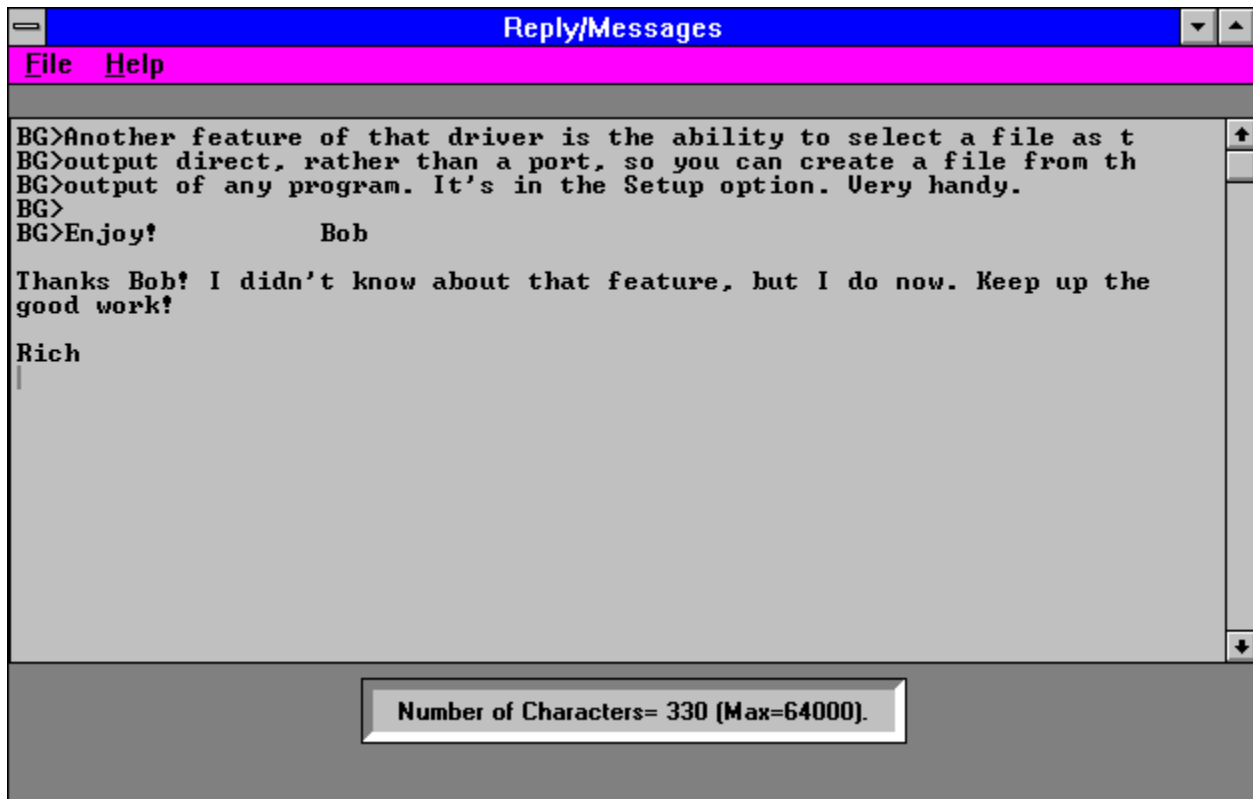 Reply/Messages
File Help
BG>Another feature of that driver is the ability to select a file as t
BG>output direct, rather than a port, so you can create a file from th
BG>output of any program. It's in the Setup option. Very handy.
BG>
BG>Enjoy!            Bob
Thanks Bob! I didn't know about that feature, but I do now. Keep up the
good work!
Rich
Number of Characters= 330 (Max=64000).